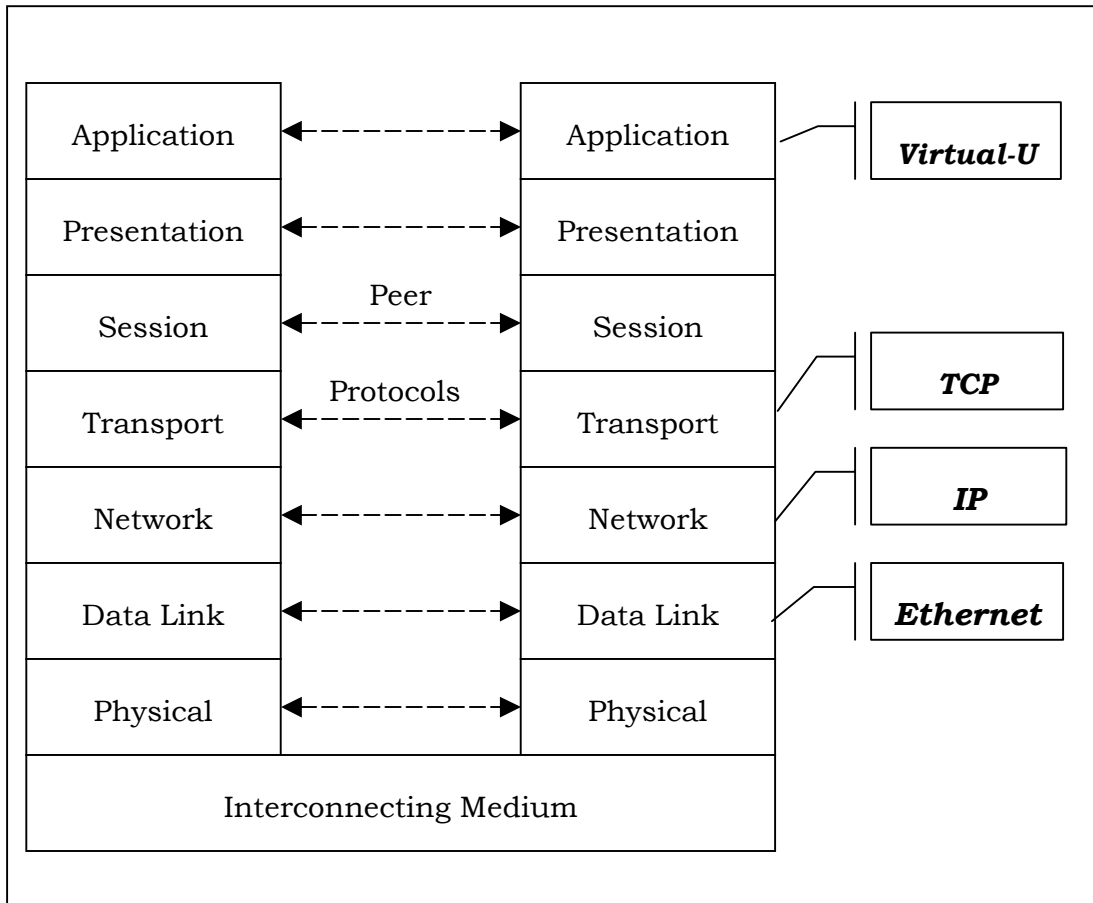 Application
Application
Virtual-U
Presentation
Presentation
Peer
Session
Session
Protocols
TCP
Transport
Transport
Network
Network
IP
Data Link
Data Link
Ethernet
Physical
Physical
Interconnecting Medium